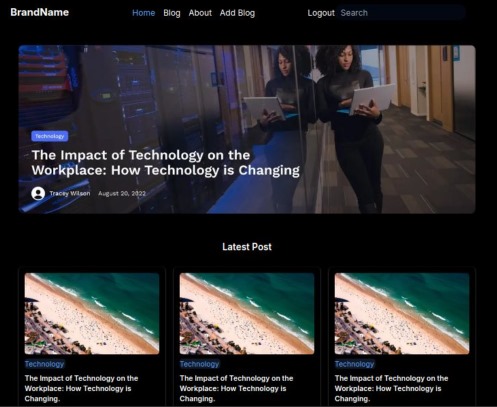 BrandName
Home Blog About Add Blog
Logout Search
Technology
The Impact of Technology on the
Workplace: How Technology is Changing
Tracey Wilson August 20, 2022
Latest Post
Technology
The Impact of Technology on the
Workplace: How Technology is
Changing.
Technology
The Impact of Technology on the
Workplace: How Technology is
Changing.
Technology
The Impact of Technology on the
Workplace: How Technology is
Changing.